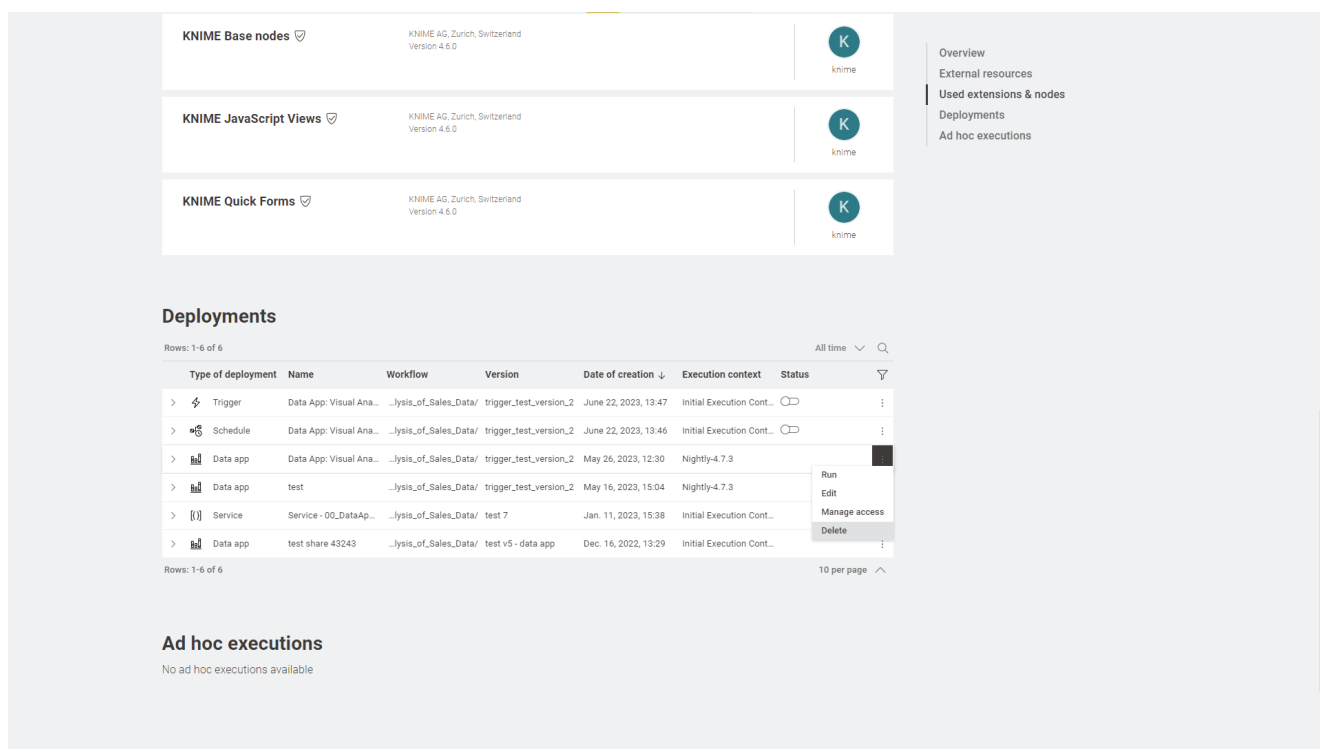 KNIME Base nodes
KNIME AG, Zurich, Switzerland
Version 4.6.0
K
knime
KNIME JavaScript Views
KNIME AG, Zurich, Switzerland
Version 4.6.0
K
knime
KNIME Quick Forms
KNIME AG, Zurich, Switzerland
Version 4.6.0
K
knime
Overview
External resources
Used extensions & nodes
Deployments
Ad hoc executions
Deployments
Rows: 1-6 of 6
All time
Type of deployment Name Workflow Version Date of creation ↓ Execution context Status
Trigger Data App: Visual Ana... ...lysis_of_Sales_Data/ trigger_test_version_2 June 22, 2023, 13:47 Initial Execution Cont...
Schedule Data App: Visual Ana... ...lysis_of_Sales_Data/ trigger_test_version_2 June 22, 2023, 13:46 Initial Execution Cont...
Data app Data App: Visual Ana... ...lysis_of_Sales_Data/ trigger_test_version_2 May 26, 2023, 12:30 Nightly-4.7.3
Data app test ...lysis_of_Sales_Data/ trigger_test_version_2 May 16, 2023, 15:04 Nightly-4.7.3
Service Service - 00_DataAp... ...lysis_of_Sales_Data/ test 7 Jan. 11, 2023, 15:38 Initial Execution Cont...
Data app test share 43243 ...lysis_of_Sales_Data/ test v5 - data app Dec. 16, 2022, 13:29 Initial Execution Cont...
Run
Edit
Manage access
Delete
Rows: 1-6 of 6
10 per page
Ad hoc executions
No ad hoc executions available